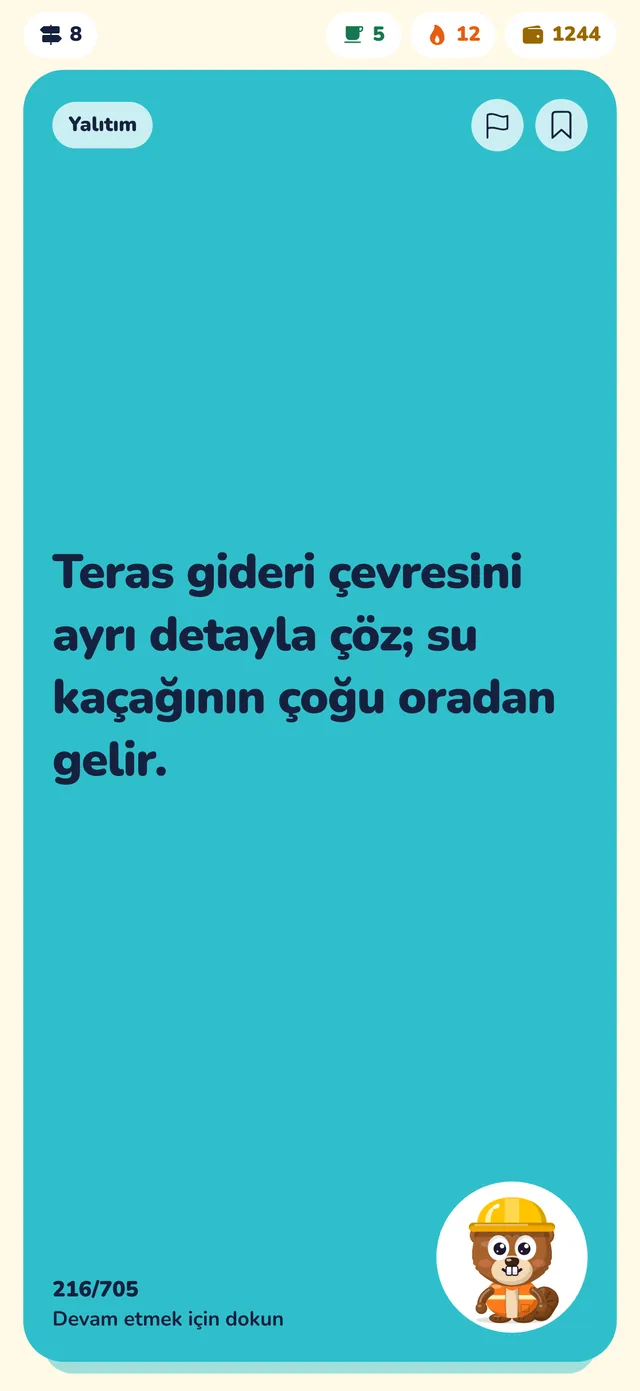 8
5
12
1244
Yalıtım
Teras gideri çevresini
ayrı detayla çöz; su
kaçağının çoğu oradan
gelir.
216/705
Devam etmek için dokun